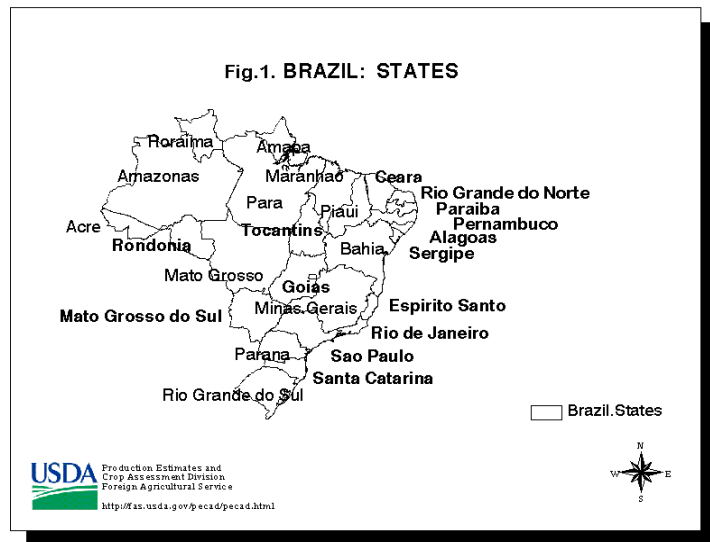 Fig.1. BRAZIL: STATES
Roraima
Amapa
Amazonas
Maranhao
Ceara
Rio Grande do Norte
Para
Piaui
Paraiba
Pernambuco
Acre
Rondonia
Tocantins
Alagoas
Bahia
Sergipe
Mato Grosso
Goias
Mato Grosso do Sul
Minas Gerais
Espirito Santo
Rio de Janeiro
Parana
Sao Paulo
Santa Catarina
Rio Grande do Sul
Brazil.States
USDA
Production Estimates and
Crop Assessment Division
Foreign Agricultural Service
http://fas.usda.gov/pecad/pecad.html
N
W E
S